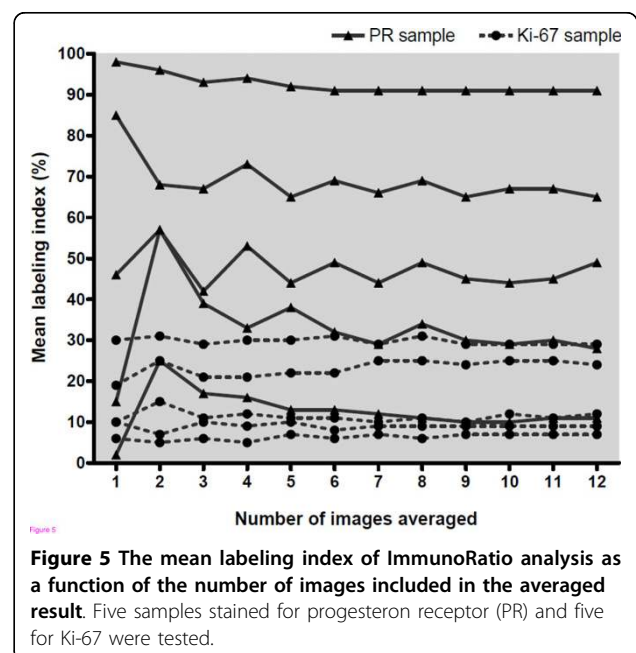 PR sample Ki-67 sample
100
90
80
70
60
50
40
30
20
10
0
Mean labeling index (%)
1 2 3 4 5 6 7 8 9 10 11 12
Number of images averaged
Figure 5
Figure 5 The mean labeling index of ImmunoRatio analysis as
a function of the number of images included in the averaged
result. Five samples stained for progesteron receptor (PR) and five
for Ki-67 were tested.